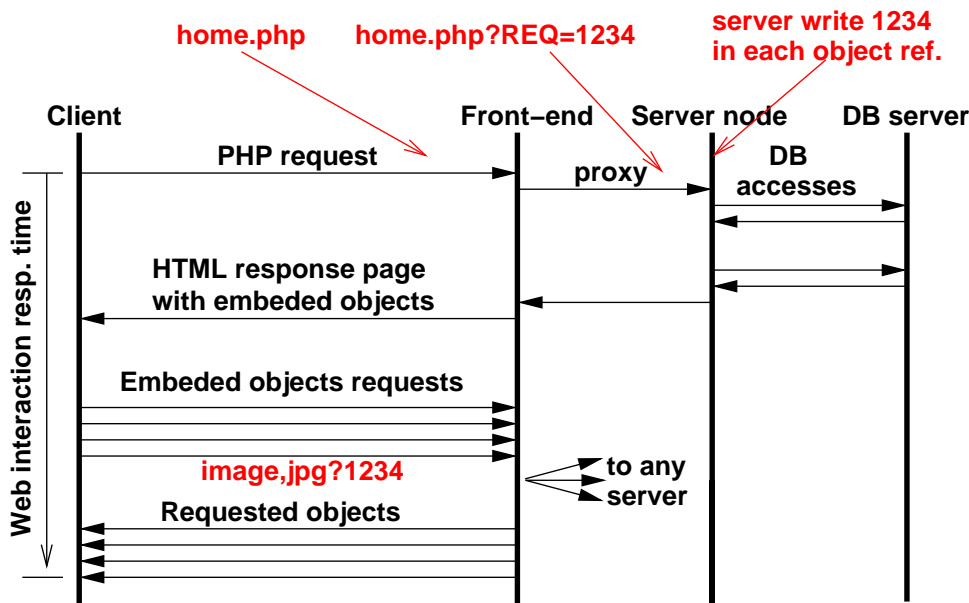 home.php
home.php?REQ=1234
server write 1234
in each object ref.
Client
Front–end
Server node
DB server
PHP request
proxy
DB
accesses
HTML response page
with embeded objects
Web interaction resp. time
Embeded objects requests
image,jpg?1234
to any
server
Requested objects